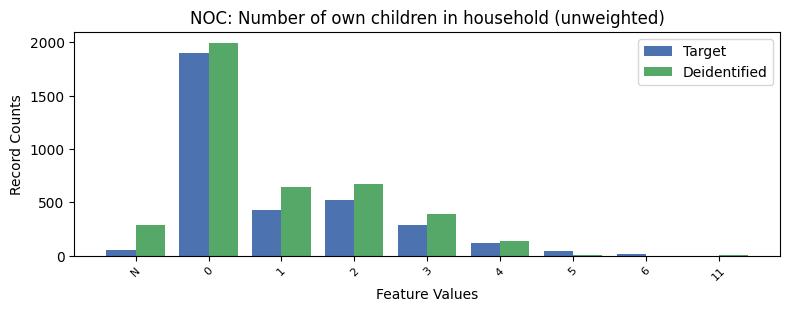 NOC: Number of own children in household (unweighted)
Target
Deidentified
Record Counts
2000
1500
1000
500
0
N 0 1 2 3 4 5 6 11
Feature Values